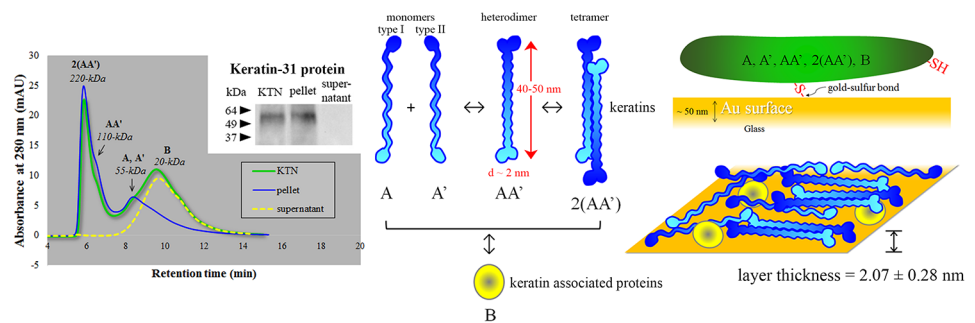 30
25
20
15
10
5
0
-5
4
6
8
10
12
14
16
18
20
Absorbance at 280 nm (mAU)
Retention time (min)
2(AA')
220-kDa
AA'
110-kDa
A, A'
55-kDa
B
20-kDa
Keratin-31 protein
kDa
KTN
pellet
super-
natant
64
49
37
KTN
pellet
supernatant
monomers
type I
type II
heterodimer
tetramer
+
40-50 nm
d ~ 2 nm
keratins
A
A’
AA’
2(AA’)
keratin associated proteins
B
A, A’, AA’, 2(AA’), B
-SH
S
gold-sulfur bond
~ 50 nm
Au surface
Glass
layer thickness = 2.07 ± 0.28 nm